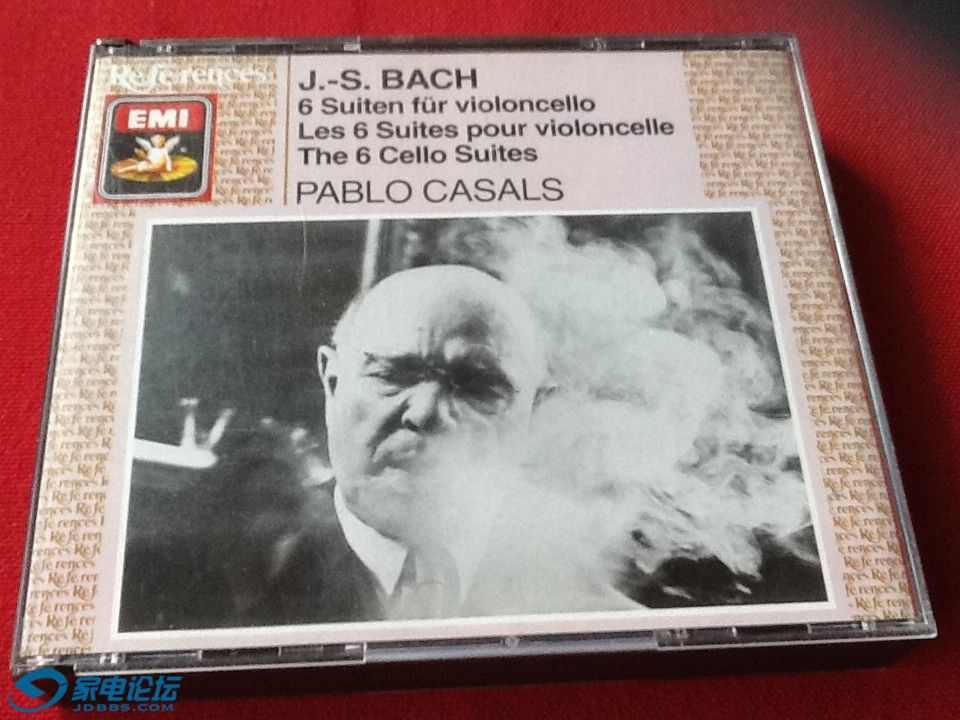 References
EMI
J.-S. BACH
6 Suiten für violoncello
Les 6 Suites pour violoncelle
The 6 Cello Suites
PABLO CASALS
家电论坛
JDBBS.COM